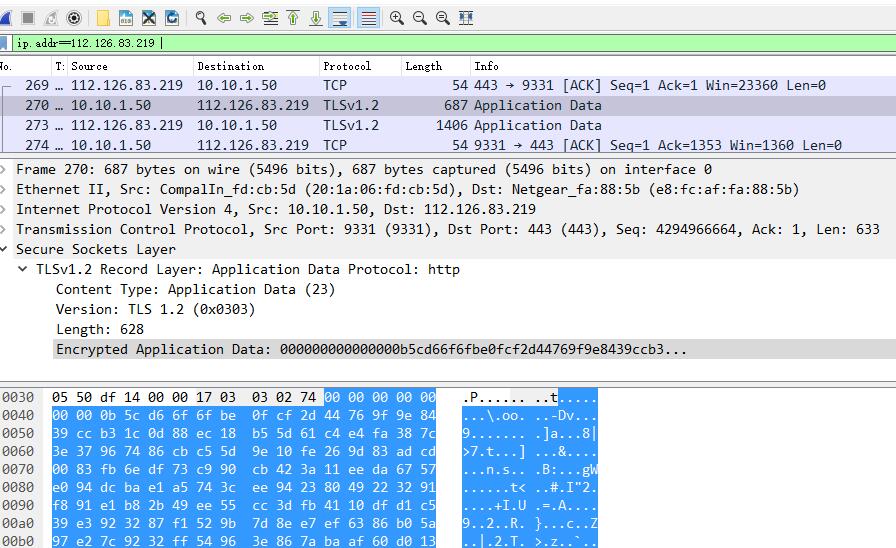 ip.addr==112.126.83.219
No. T: Source Destination Protocol Length Info
269 … 112.126.83.219 10.10.1.50 TCP 54 443 → 9331 [ACK] Seq=1 Ack=1 Win=23360 Len=0
270 … 10.10.1.50 112.126.83.219 TLSv1.2 687 Application Data
273 … 112.126.83.219 10.10.1.50 TLSv1.2 1406 Application Data
274 … 10.10.1.50 112.126.83.219 TCP 54 9331 → 443 [ACK] Seq=1 Ack=1353 Win=1360 Len=0
Frame 270: 687 bytes on wire (5496 bits), 687 bytes captured (5496 bits) on interface 0
Ethernet II, Src: CompalIn_fd:cb:5d (20:1a:06:fd:cb:5d), Dst: Netgear_fa:88:5b (e8:fc:af:fa:88:5b)
Internet Protocol Version 4, Src: 10.10.1.50, Dst: 112.126.83.219
Transmission Control Protocol, Src Port: 9331 (9331), Dst Port: 443 (443), Seq: 4294966664, Ack: 1, Len: 633
Secure Sockets Layer
TLSv1.2 Record Layer: Application Data Protocol: http
Content Type: Application Data (23)
Version: TLS 1.2 (0x0303)
Length: 628
Encrypted Application Data: 000000000000000b5cd66f6fbe0fcf2d44769f9e8439ccb3...
0030 05 50 df 14 00 00 17 03 03 02 74 00 00 00 00 00 .P...... ..t.....
0040 00 00 0b 5c d6 6f 6f be 0f cf 2d 44 76 9f 9e 84 ...\.oo. ..-Dv...
0050 39 cc b3 1c 0d 88 ec 18 b5 5d 61 c4 e4 fa 38 7c 9....... .]a...8|
0060 3e 37 96 74 86 cb c5 5d 9e 10 fe 26 9d 83 ad cd >7.t...] ...&....
0070 00 83 fb 6e df 73 c9 90 cb 42 3a 11 ee da 67 57 ...n.s.. .B:...gW
0080 e0 94 dc ba e1 a5 74 3c ee 94 23 80 49 22 32 91 ......t< ..#.I"2.
0090 f8 91 e1 b8 2b 49 ee 55 cc 3d fb 41 10 df d1 c5 ....+I.U .=.A....
00a0 39 e3 92 32 87 f1 52 9b 7d 8e e7 ef 63 86 b0 5a 9..2..R. }...c..Z
00b0 97 e2 7c 92 32 ff 54 96 3e 86 7a ba af 60 d0 13 ..|.2.T. >.z..`..